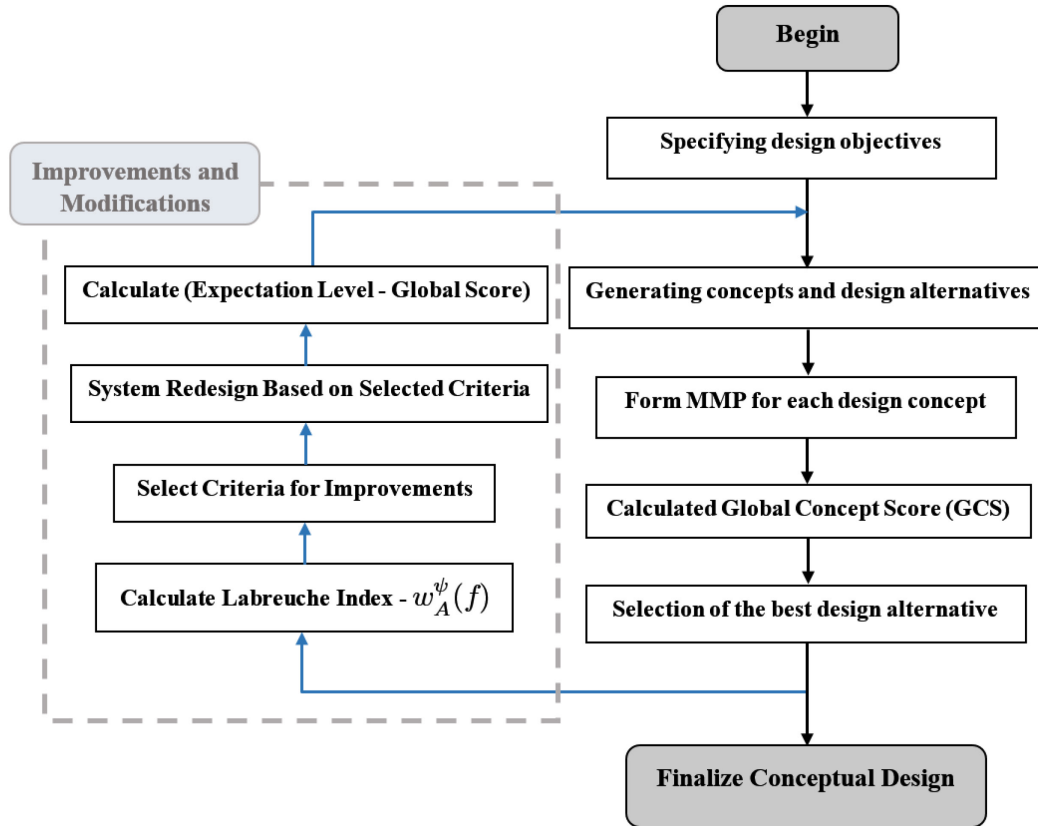 Begin
Specifying design objectives
Improvements and
Modifications
Calculate (Expectation Level - Global Score)
Generating concepts and design alternatives
System Redesign Based on Selected Criteria
Form MMP for each design concept
Select Criteria for Improvements
Calculated Global Concept Score (GCS)
Calculate Labreuche Index - $w_A^\psi(f)$
Selection of the best design alternative
Finalize Conceptual Design